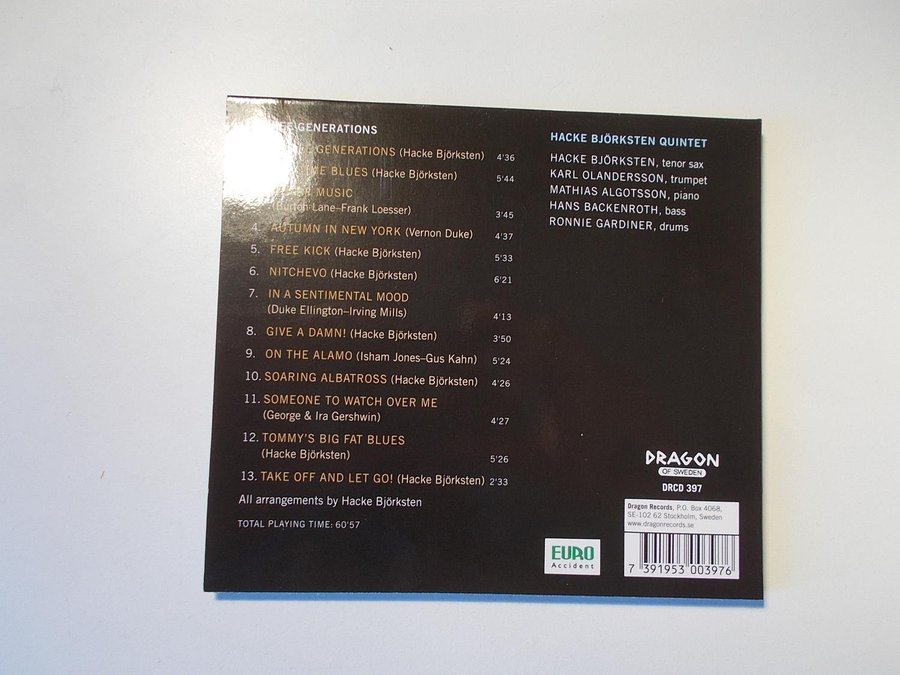 GENERATIONS
GENERATIONS (Hacke Björksten) 4'36
BLUES (Hacke Björksten) 5'44
MUSIC
Lane–Frank Loesser) 3'45
4. AUTUMN IN NEW YORK (Vernon Duke) 4'37
5. FREE KICK (Hacke Björksten) 5'33
6. NITCHEVO (Hacke Björksten) 6'21
7. IN A SENTIMENTAL MOOD
(Duke Ellington–Irving Mills) 4'13
8. GIVE A DAMN! (Hacke Björksten) 3'50
9. ON THE ALAMO (Isham Jones–Gus Kahn) 5'24
10. SOARING ALBATROSS (Hacke Björksten) 4'26
11. SOMEONE TO WATCH OVER ME
(George & Ira Gershwin) 4'27
12. TOMMY'S BIG FAT BLUES
(Hacke Björksten) 5'26
13. TAKE OFF AND LET GO! (Hacke Björksten) 2'33
All arrangements by Hacke Björksten
TOTAL PLAYING TIME: 60'57
HACKE BJÖRKSTEN QUINTET
HACKE BJÖRKSTEN, tenor sax
KARL OLANDERSSON, trumpet
MATHIAS ALGOTSSON, piano
HANS BACKENROTH, bass
RONNIE GARDINER, drums
DRAGON
OF SWEDEN
DRCD 397
Dragon Records, P.O. Box 4068,
SE-102 62 Stockholm, Sweden
www.dragonrecords.se
7 391953 003976
EURO
Accident